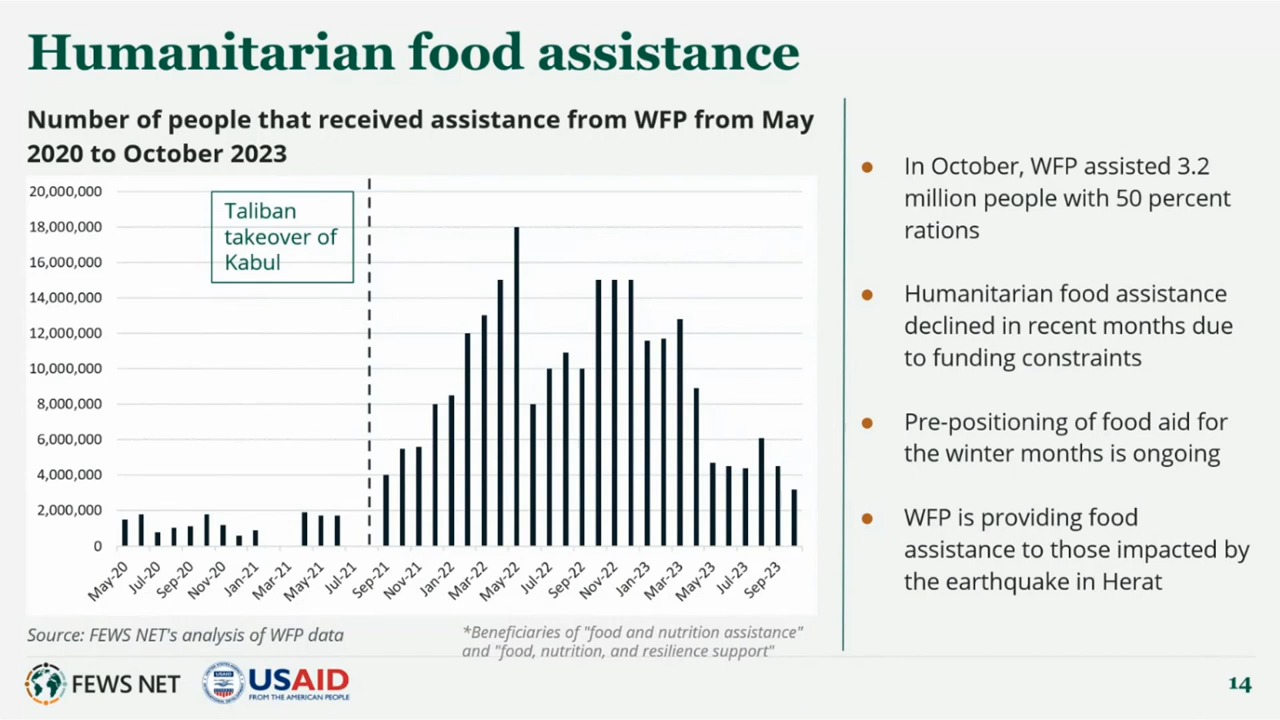 Humanitarian food assistance
Number of people that received assistance from WFP from May
2020 to October 2023
20,000,000
18,000,000
16,000,000
14,000,000
12,000,000
10,000,000
8,000,000
6,000,000
4,000,000
2,000,000
0
Taliban
takeover of
Kabul
May-20
Jul-20
Sep-20
Nov-20
Jan-21
Mar-21
May-21
Jul-21
Sep-21
Nov-21
Jan-22
Mar-22
May-22
Jul-22
Sep-22
Nov-22
Jan-23
Mar-23
May-23
Jul-23
Sep-23
Source: FEWS NET's analysis of WFP data
*Beneficiaries of "food and nutrition assistance"
and "food, nutrition, and resilience support"
● In October, WFP assisted 3.2
million people with 50 percent
rations
● Humanitarian food assistance
declined in recent months due
to funding constraints
● Pre-positioning of food aid for
the winter months is ongoing
● WFP is providing food
assistance to those impacted by
the earthquake in Herat
FEWS NET
USAID
USAID
FROM THE AMERICAN PEOPLE
14